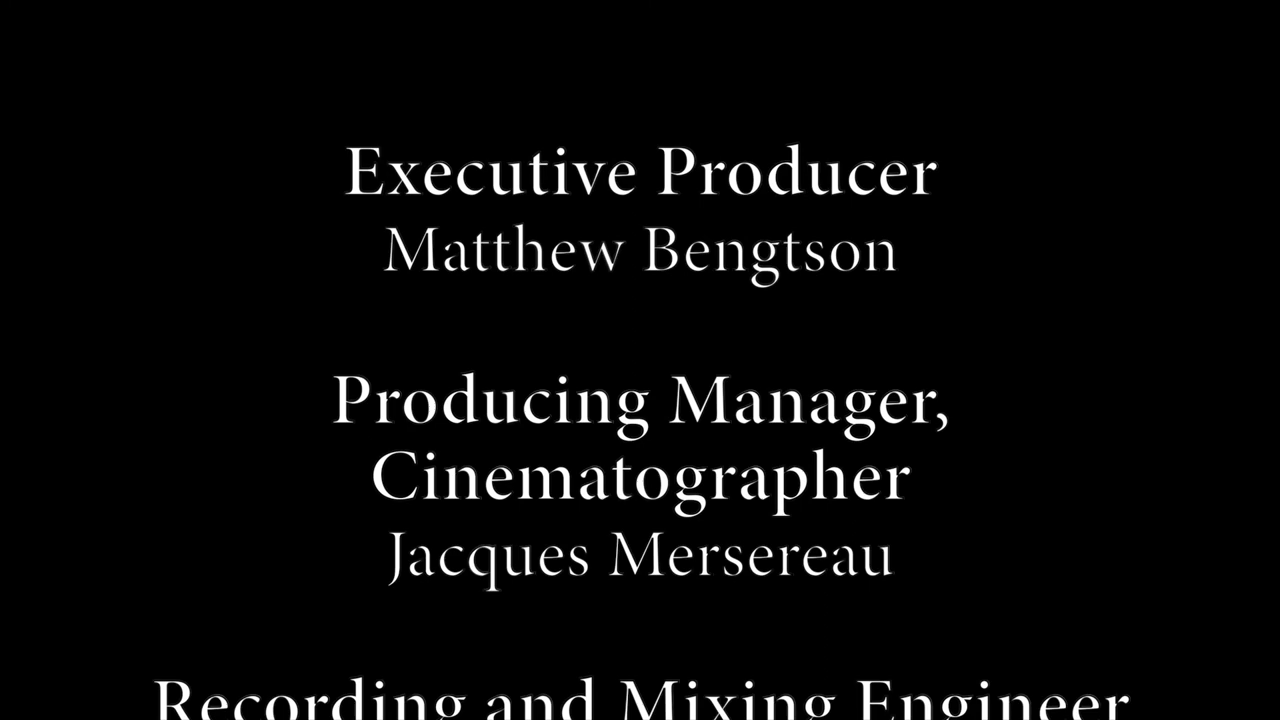 Executive Producer
Matthew Bengtson
Producing Manager,
Cinematographer
Jacques Mersereau
Recording and Mixing Engineer